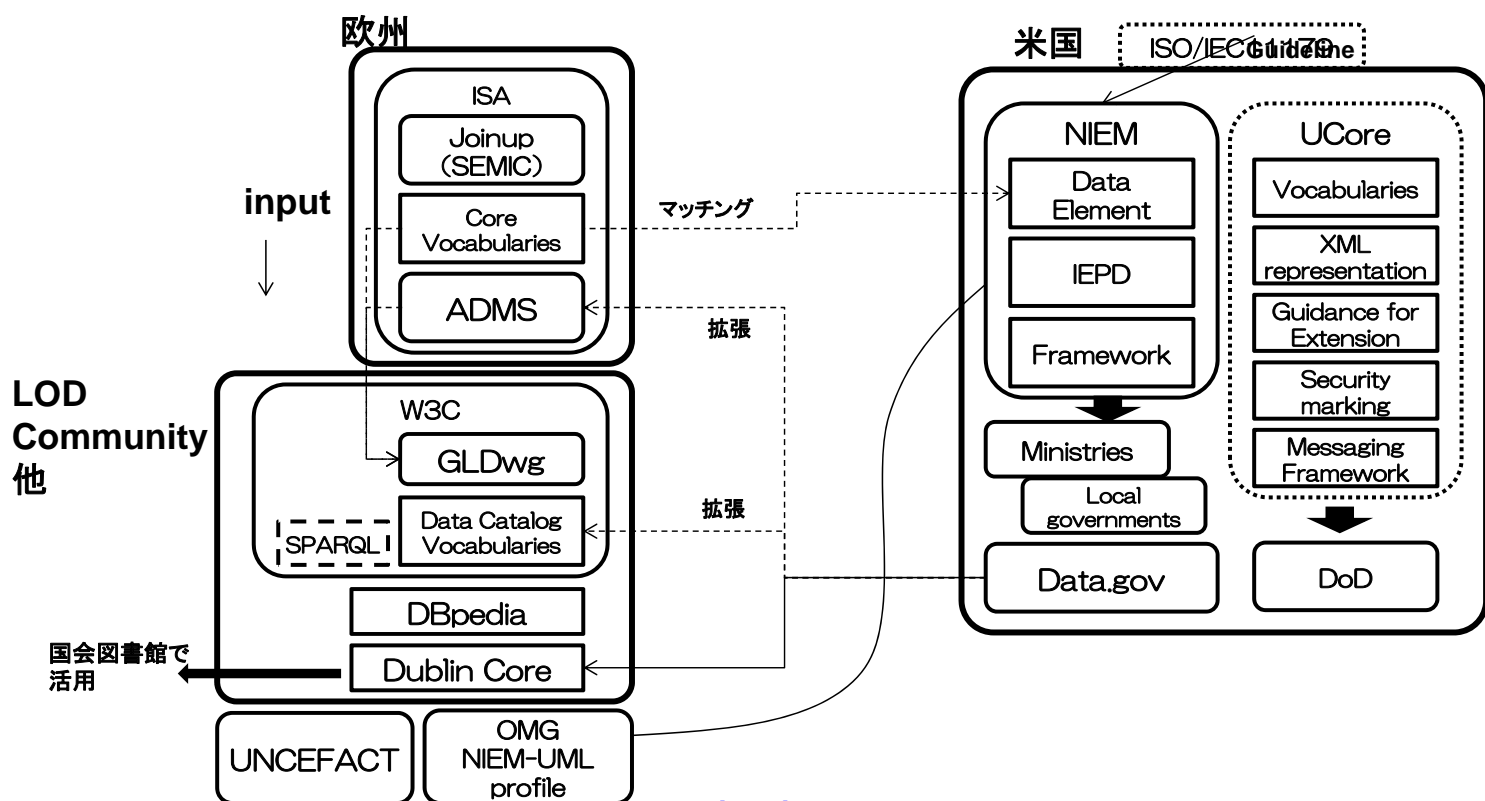 欧州
ISA
Joinup
(SEMIC)
Core
Vocabularies
ADMS
input
LOD
Community
他
W3C
GLDwg
SPARQL
Data Catalog
Vocabularies
DBpedia
Dublin Core
国会図書館で
活用
UNCEFACT
OMG
NIEM-UML
profile
マッチング
拡張
拡張
米国
ISO/IEC 11179
Guideline
NIEM
Data
Element
IEPD
Framework
Ministries
Local
governments
Data.gov
UCore
Vocabularies
XML
representation
Guidance for
Extension
Security
marking
Messaging
Framework
DoD